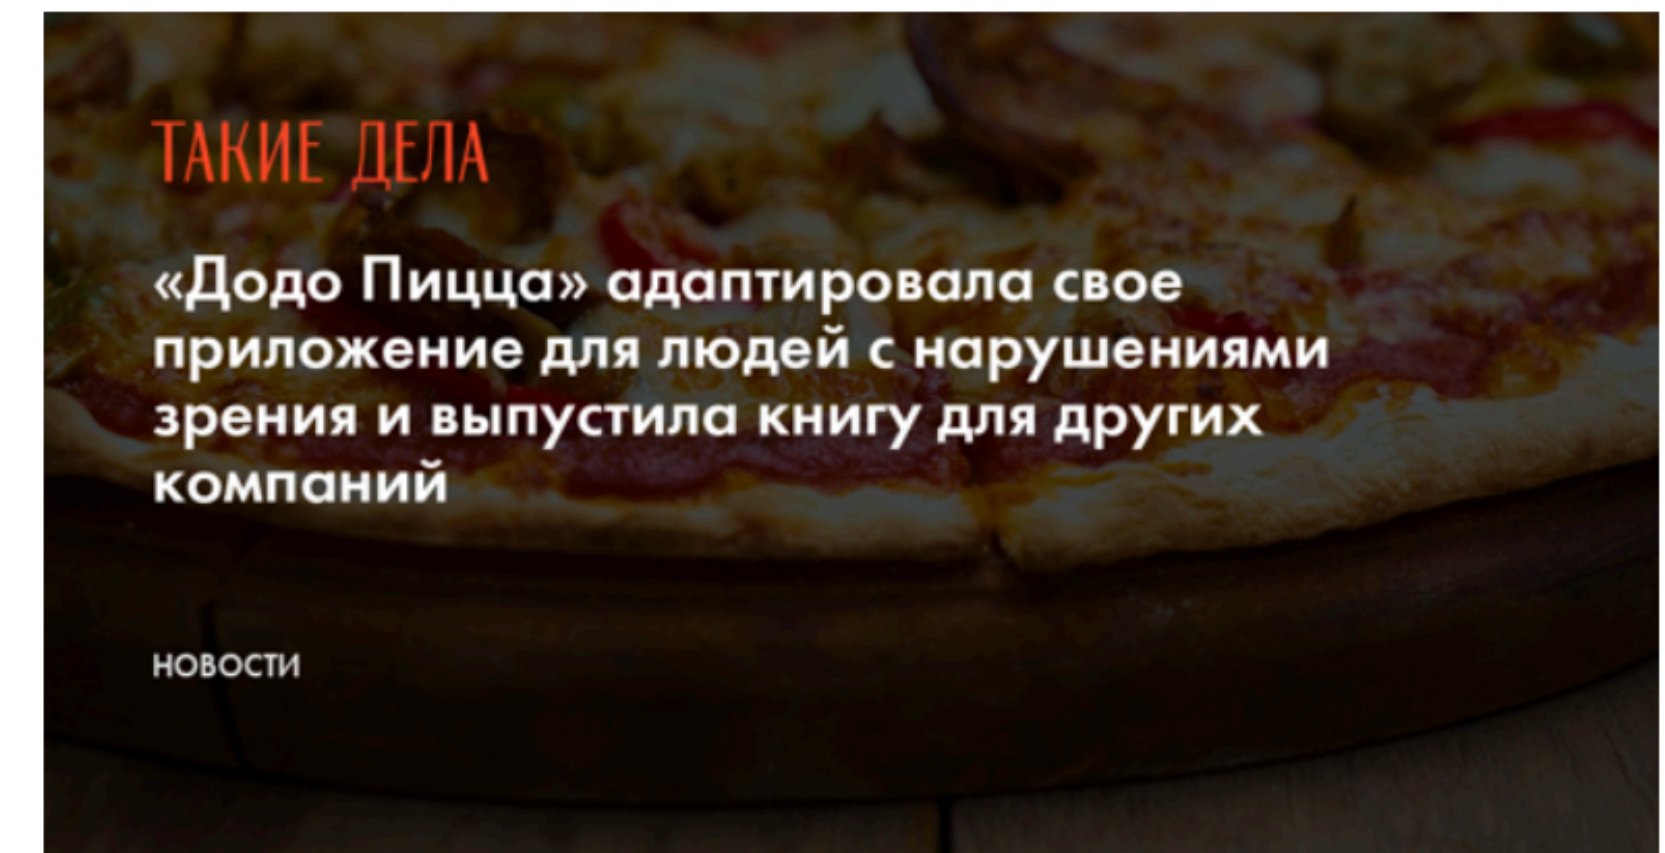 ТАКИЕ ДЕЛА
«Додо Пицца» адаптировала свое
приложение для людей с нарушениями
зрения и выпустила книгу для других
компаний
НОВОСТИ